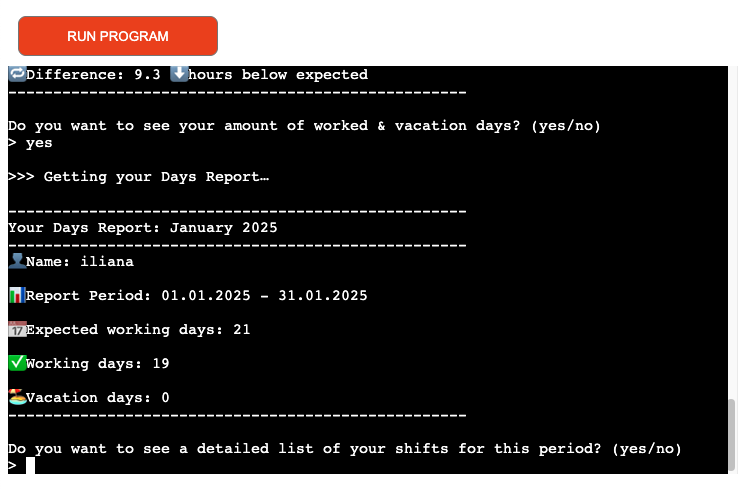 RUN PROGRAM
🔁Difference: 9.3 ⬇️hours below expected
---------------------------------------------------
Do you want to see your amount of worked & vacation days? (yes/no)
> yes
>>> Getting your Days Report…
---------------------------------------------------
Your Days Report: January 2025
---------------------------------------------------
👤Name: iliana
📊Report Period: 01.01.2025 - 31.01.2025
📅Expected working days: 21
✅Working days: 19
🏖️Vacation days: 0
---------------------------------------------------
Do you want to see a detailed list of your shifts for this period? (yes/no)
>